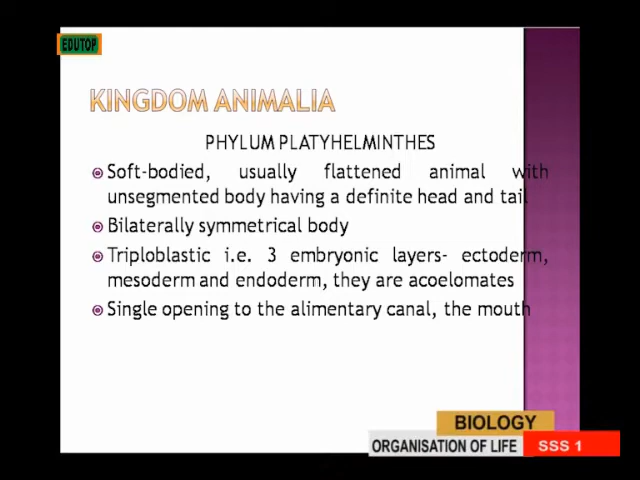 EDUTOP
KINGDOM ANIMALIA
PHYLUM PLATYHELMINTHES
Soft-bodied, usually flattened animal with
unsegmented body having a definite head and tail
Bilaterally symmetrical body
Triploblastic i.e. 3 embryonic layers- ectoderm,
mesoderm and endoderm, they are acoelomates
Single opening to the alimentary canal, the mouth
BIOLOGY
ORGANISATION OF LIFE SSS 1